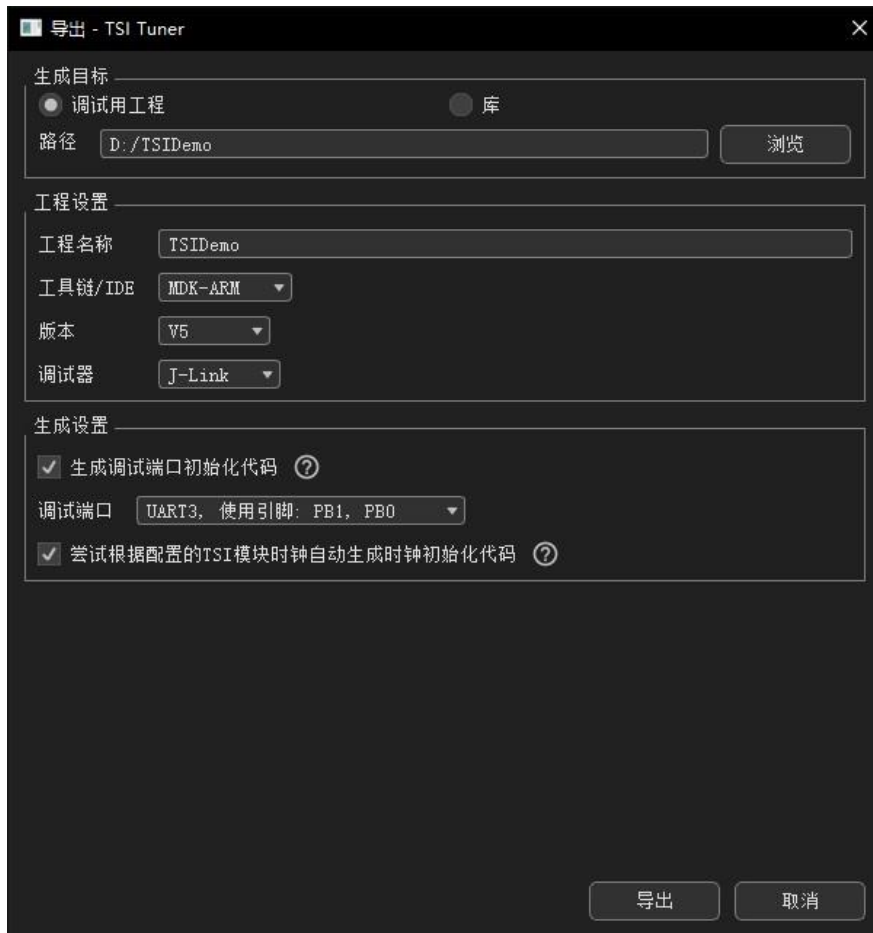 导出 - TSI Tuner
生成目标
调试用工程 库
路径 D:/TSIDemo 浏览
工程设置
工程名称 TSIDemo
工具链/IDE MDK-ARM
版本 V5
调试器 J-Link
生成设置
生成调试端口初始化代码 ?
调试端口 UART3, 使用引脚: PB1, PB0
尝试根据配置的TSI模块时钟自动生成时钟初始化代码 ?
导出 取消